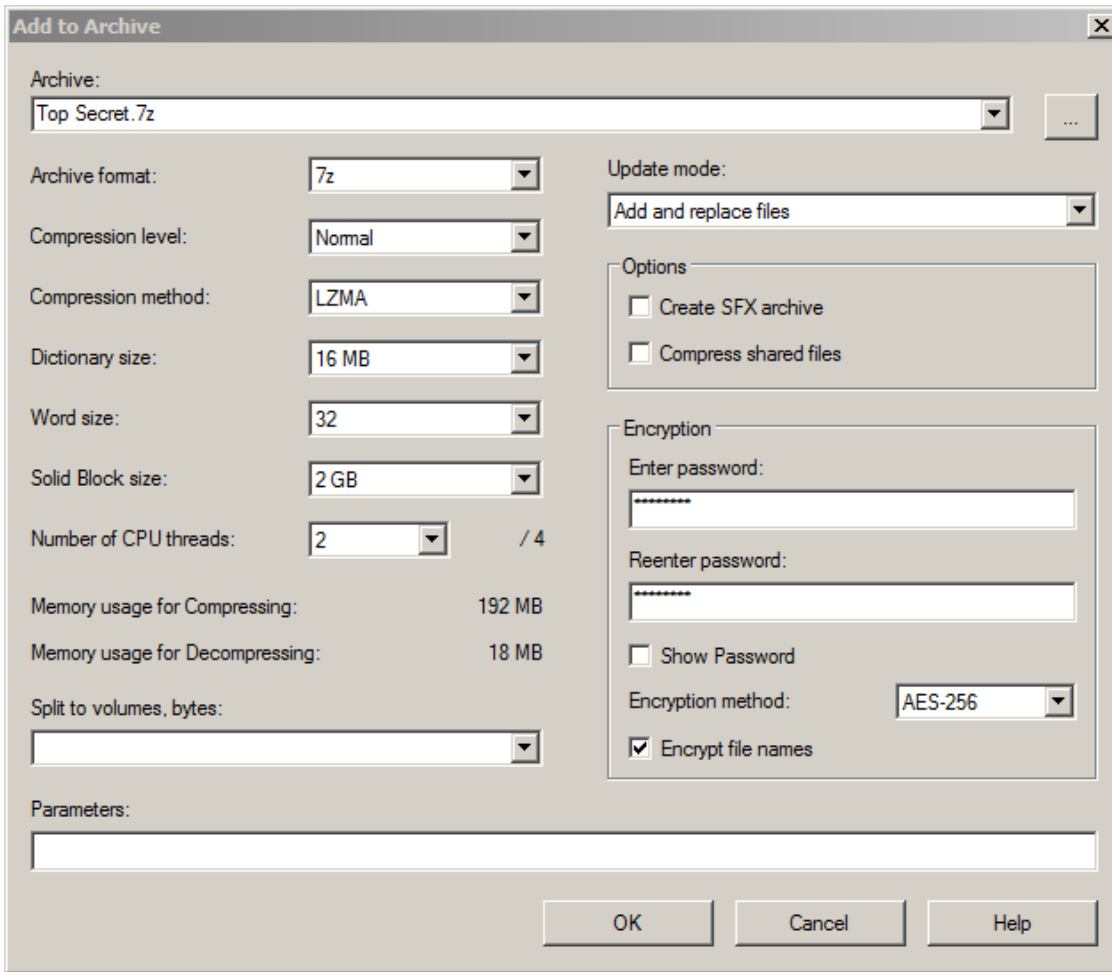 Add to Archive
Archive:
Top Secret.7z
...
Archive format:
7z
Compression level:
Normal
Compression method:
LZMA
Dictionary size:
16 MB
Word size:
32
Solid Block size:
2 GB
Number of CPU threads:
2
/ 4
Memory usage for Compressing:
192 MB
Memory usage for Decompressing:
18 MB
Split to volumes, bytes:
Update mode:
Add and replace files
Options
Create SFX archive
Compress shared files
Encryption
Enter password:
********
Reenter password:
********
Show Password
Encryption method:
AES-256
Encrypt file names
Parameters:
OK
Cancel
Help